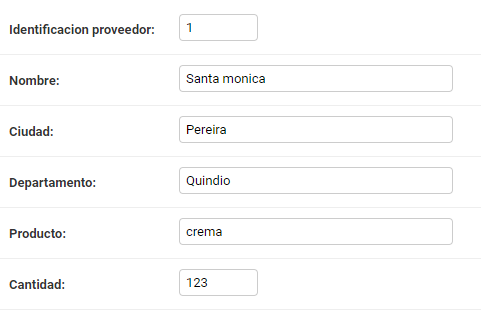 Identificacion proveedor: 1
Nombre: Santa monica
Ciudad: Pereira
Departamento: Quindio
Producto: crema
Cantidad: 123